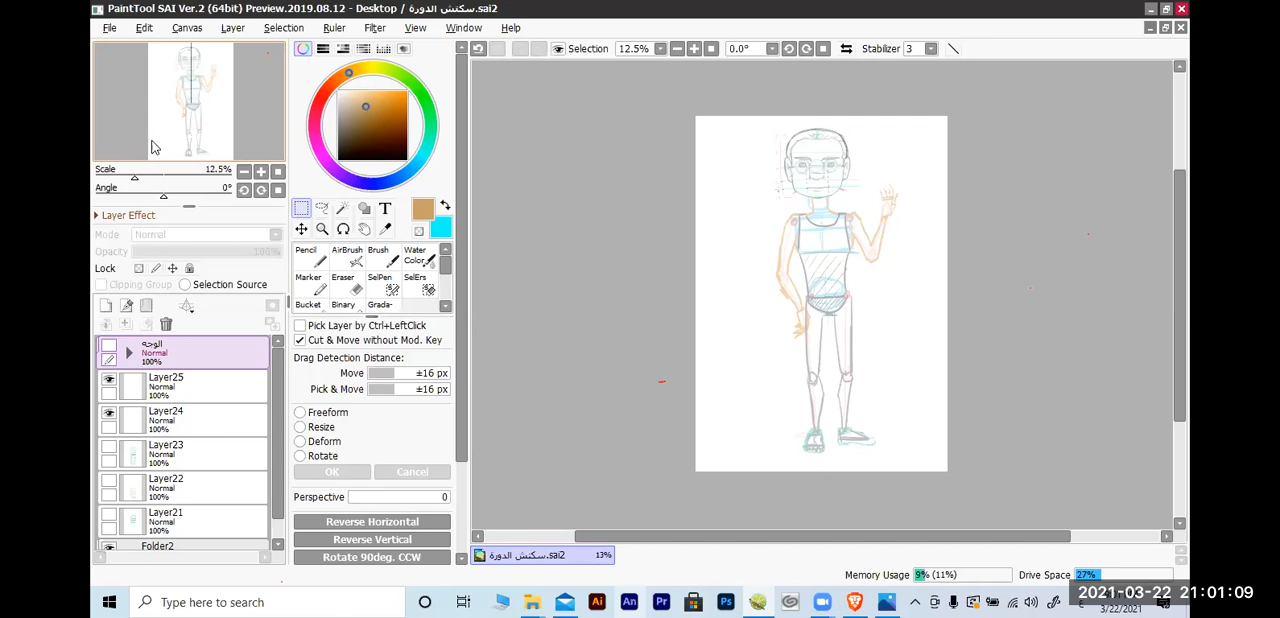 PaintTool SAI Ver.2 (64bit) Preview.2019.08.12 - Desktop / سكتش الدورة.sai2
File Edit Canvas Layer Selection Ruler Filter View Window Help
Selection 12.5% 0.0° Stabilizer 3
Scale 12.5%
Angle 0°
Layer Effect
Mode Normal
Opacity 100%
Lock
Clipping Group Selection Source
الوجه
Normal
100%
Layer25
Normal
100%
Layer24
Normal
100%
Layer23
Normal
100%
Layer22
Normal
100%
Layer21
Normal
100%
Folder2
T
Pencil AirBrush Brush Water Color
Marker Eraser SelPen SelErs
Bucket Binary Grada-
Pick Layer by Ctrl+LeftClick
Cut & Move without Mod. Key
Drag Detection Distance:
Move ±16 px
Pick & Move ±16 px
Freeform
Resize
Deform
Rotate
OK Cancel
Perspective 0
Reverse Horizontal
Reverse Vertical
Rotate 90deg. CCW
سكتش الدورة.sai2 13%
Memory Usage 9% (11%) Drive Space 27%
Type here to search
Ai An Pr Ps
2021-03-22 21:01:09
3/22/2021